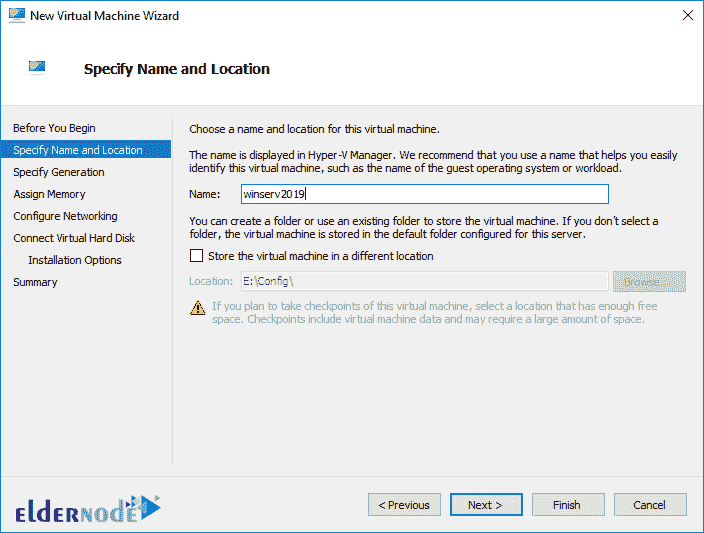 New Virtual Machine Wizard
Specify Name and Location
Before You Begin
Specify Name and Location
Specify Generation
Assign Memory
Configure Networking
Connect Virtual Hard Disk
Installation Options
Summary
Choose a name and location for this virtual machine.
The name is displayed in Hyper-V Manager. We recommend that you use a name that helps you easily
identify this virtual machine, such as the name of the guest operating system or workload.
Name: winserv2019
You can create a folder or use an existing folder to store the virtual machine. If you don't select a
folder, the virtual machine is stored in the default folder configured for this server.
Store the virtual machine in a different location
Location: E:\Config\ Browse...
If you plan to take checkpoints of this virtual machine, select a location that has enough free
space. Checkpoints include virtual machine data and may require a large amount of space.
elderNode
< Previous Next > Finish Cancel